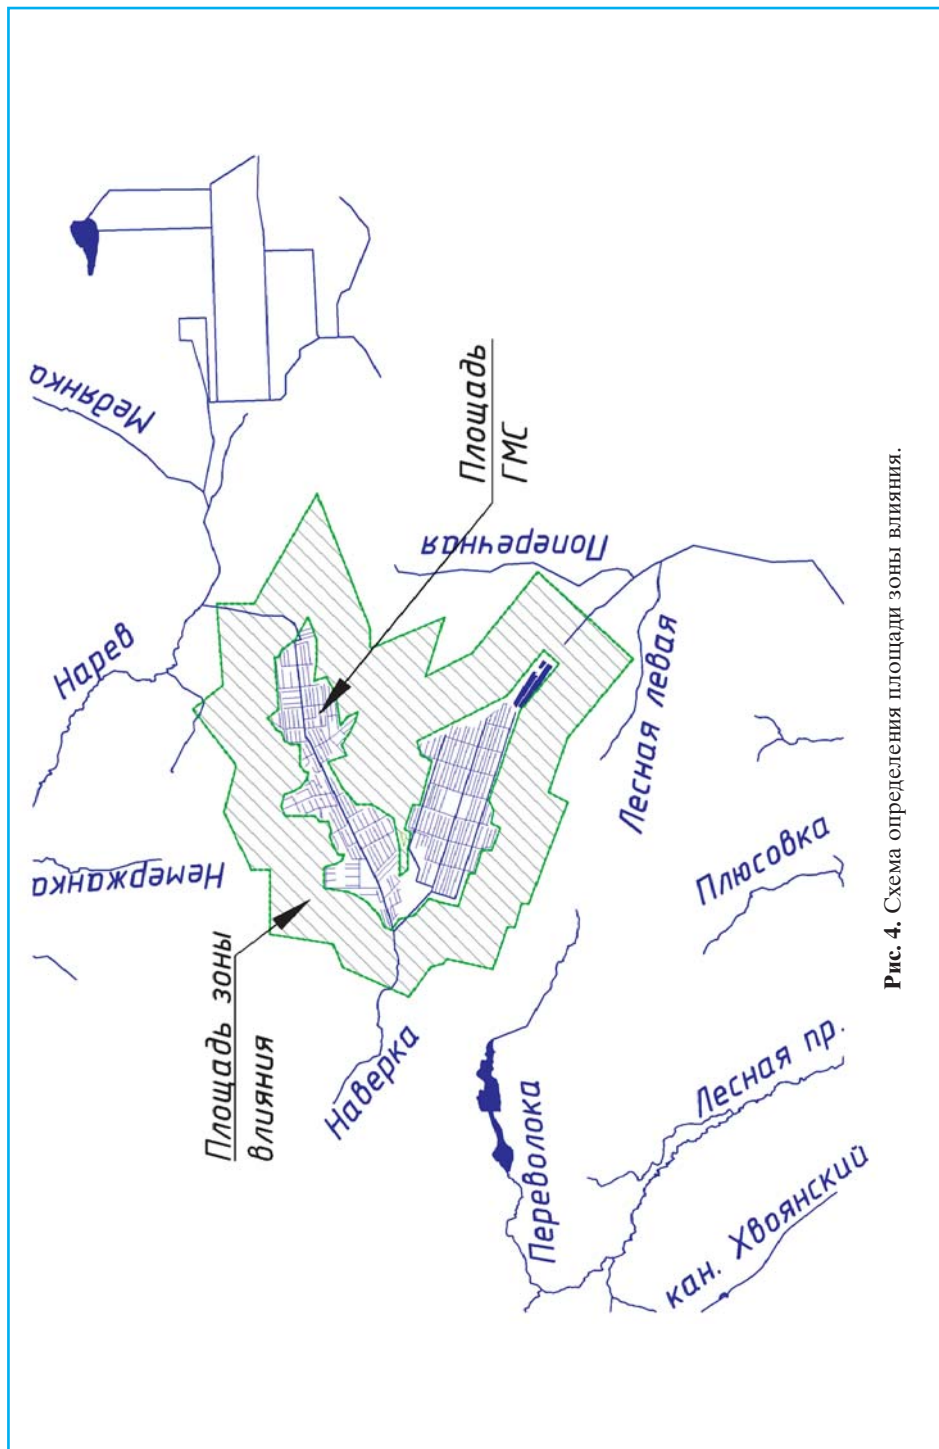 Медянка
Нарев
Немержанка
Площадь
ГМС
Поперечная
Площадь зоны
влияния
Наверка
Лесная левая
Переволока
Плюсовка
Лесная пр.
кан. Хвоянский
Рис. 4. Схема определения площади зоны влияния.